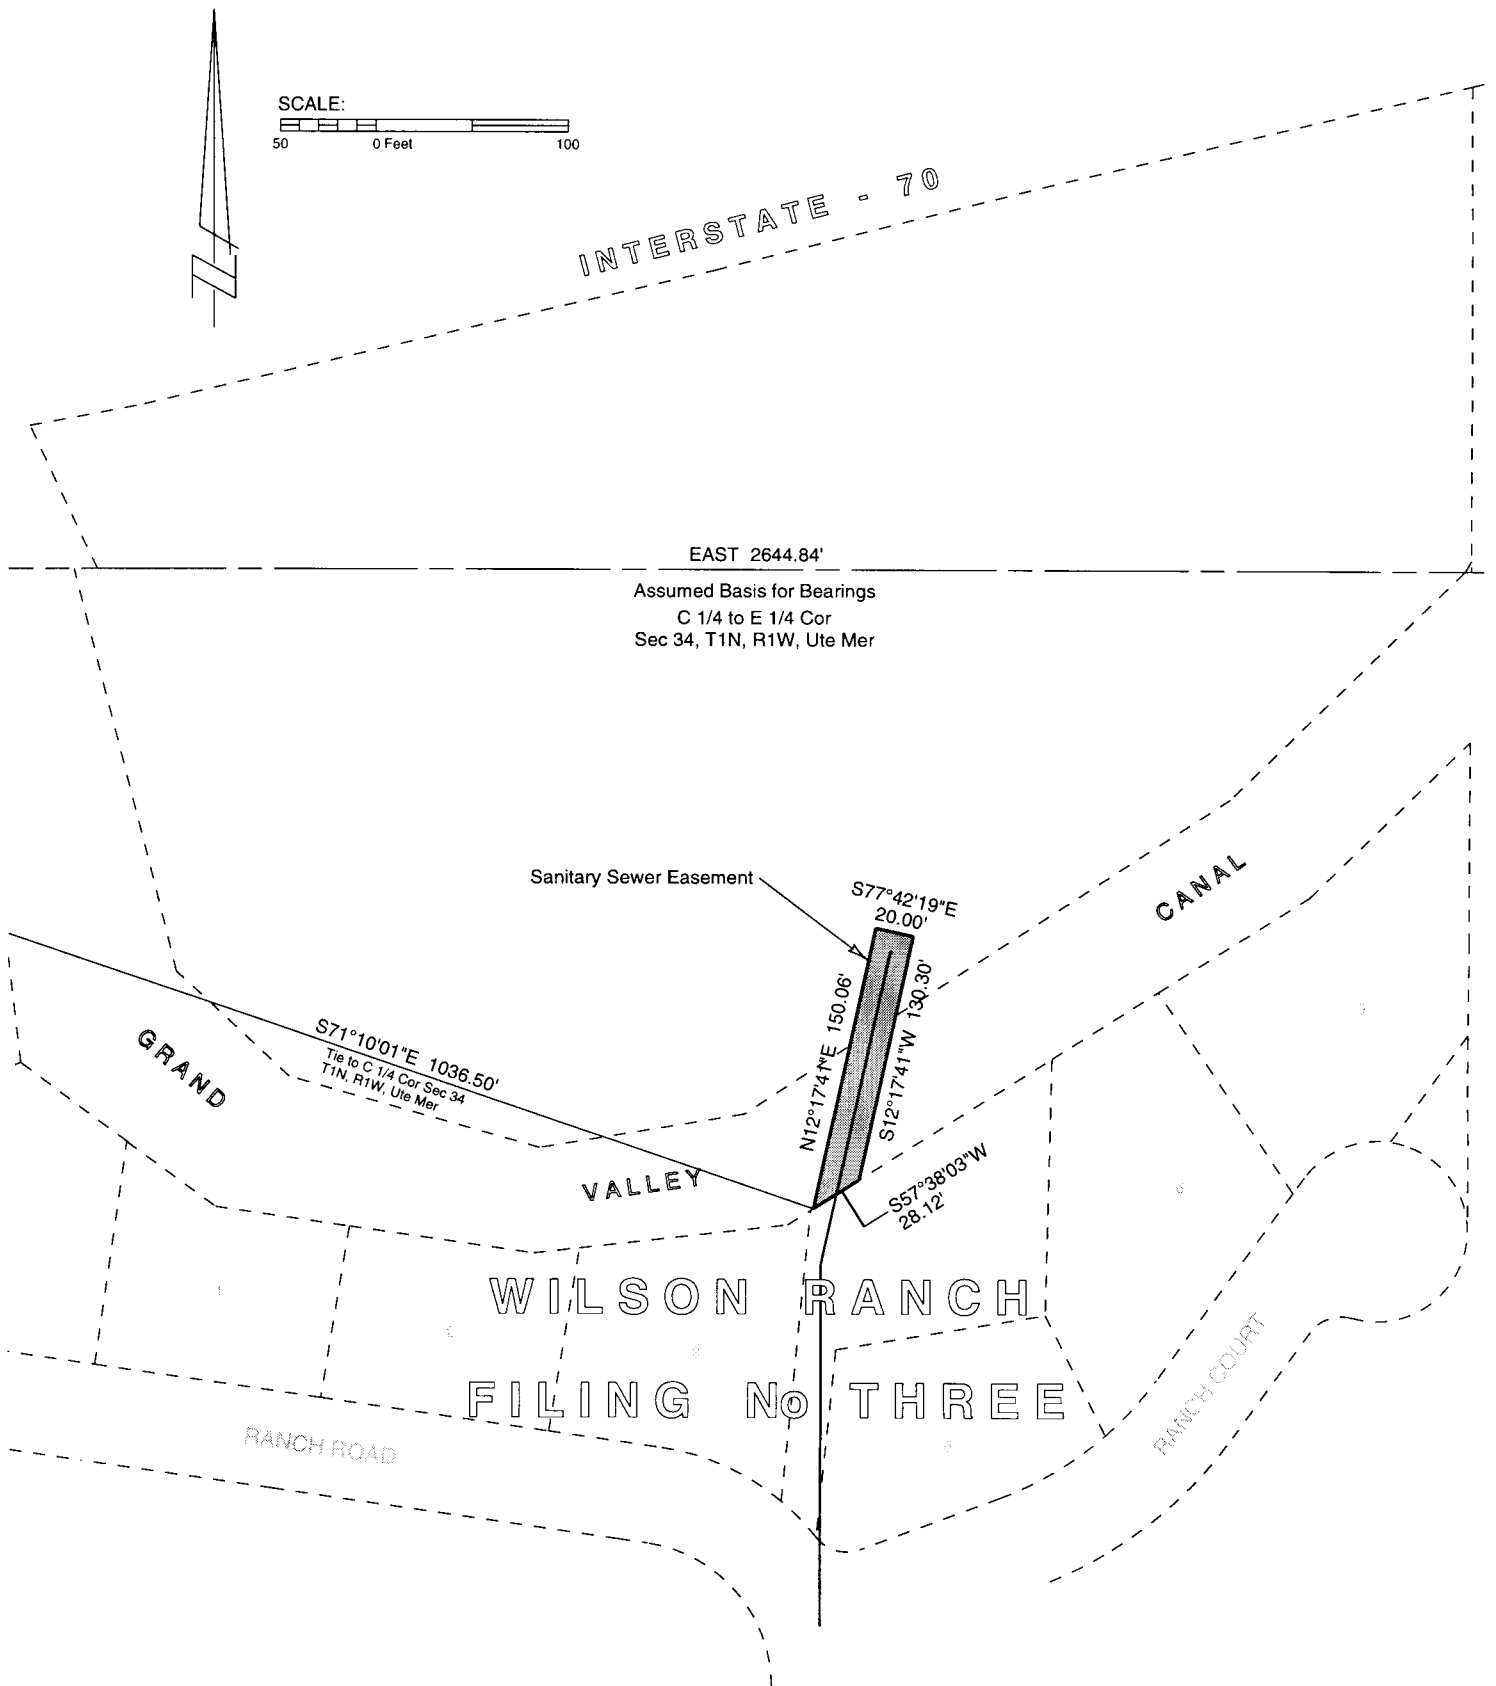 SCALE:
50 0 Feet 100
INTERSTATE - 70
EAST 2644.84'
Assumed Basis for Bearings
C 1/4 to E 1/4 Cor
Sec 34, T1N, R1W, Ute Mer
Sanitary Sewer Easement
S77°42'19"E
20.00'
CANAL
N12°17'41"E 150.06'
S12°17'41"W 130.30'
S71°10'01"E 1036.50'
Tie to C 1/4 Cor Sec 34
T1N, R1W, Ute Mer
GRAND
VALLEY
S57°38'03"W
28.12'
WILSON RANCH
FILING No THREE
RANCH ROAD
RANCH COURT